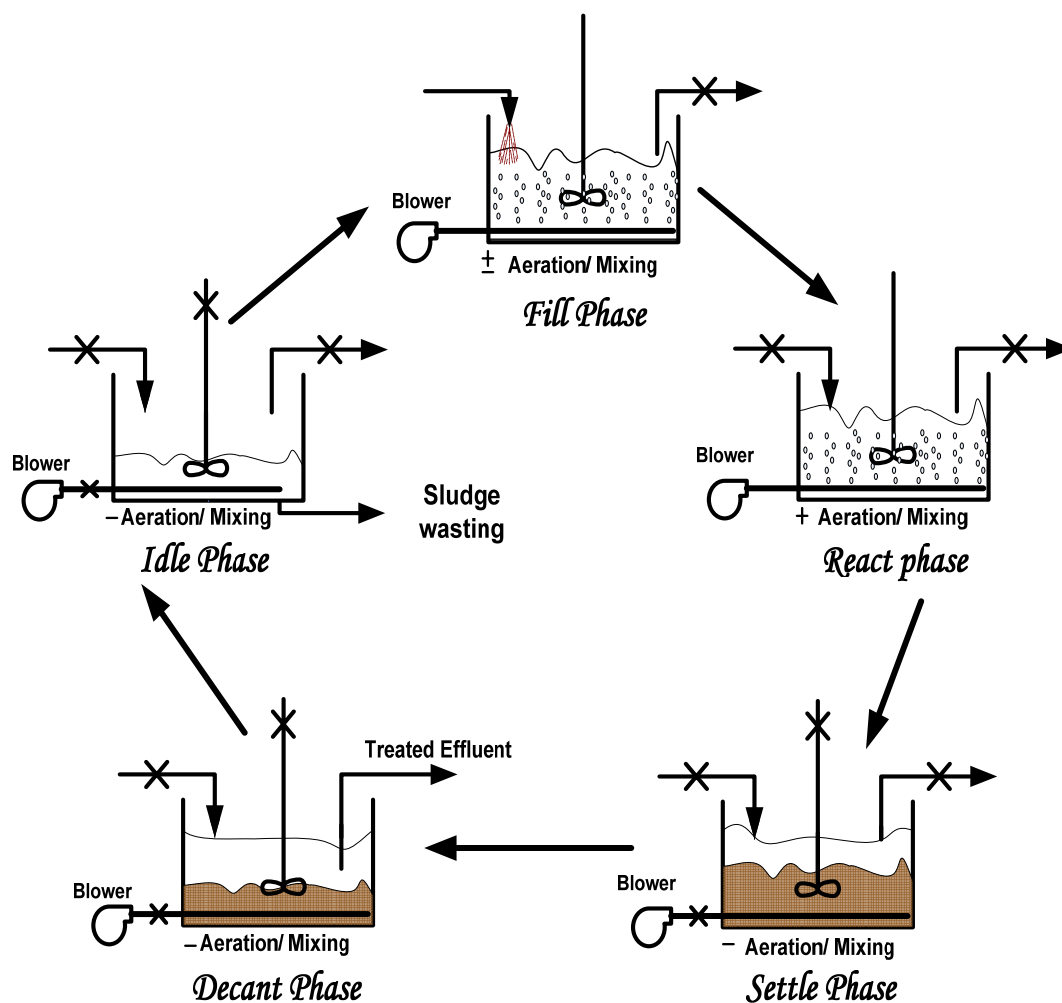 Blower
± Aeration/ Mixing
Fill Phase
Blower
– Aeration/ Mixing
Idle Phase
Sludge
wasting
Blower
+ Aeration/ Mixing
React phase
Treated Effluent
Blower
– Aeration/ Mixing
Decant Phase
Blower
– Aeration/ Mixing
Settle Phase